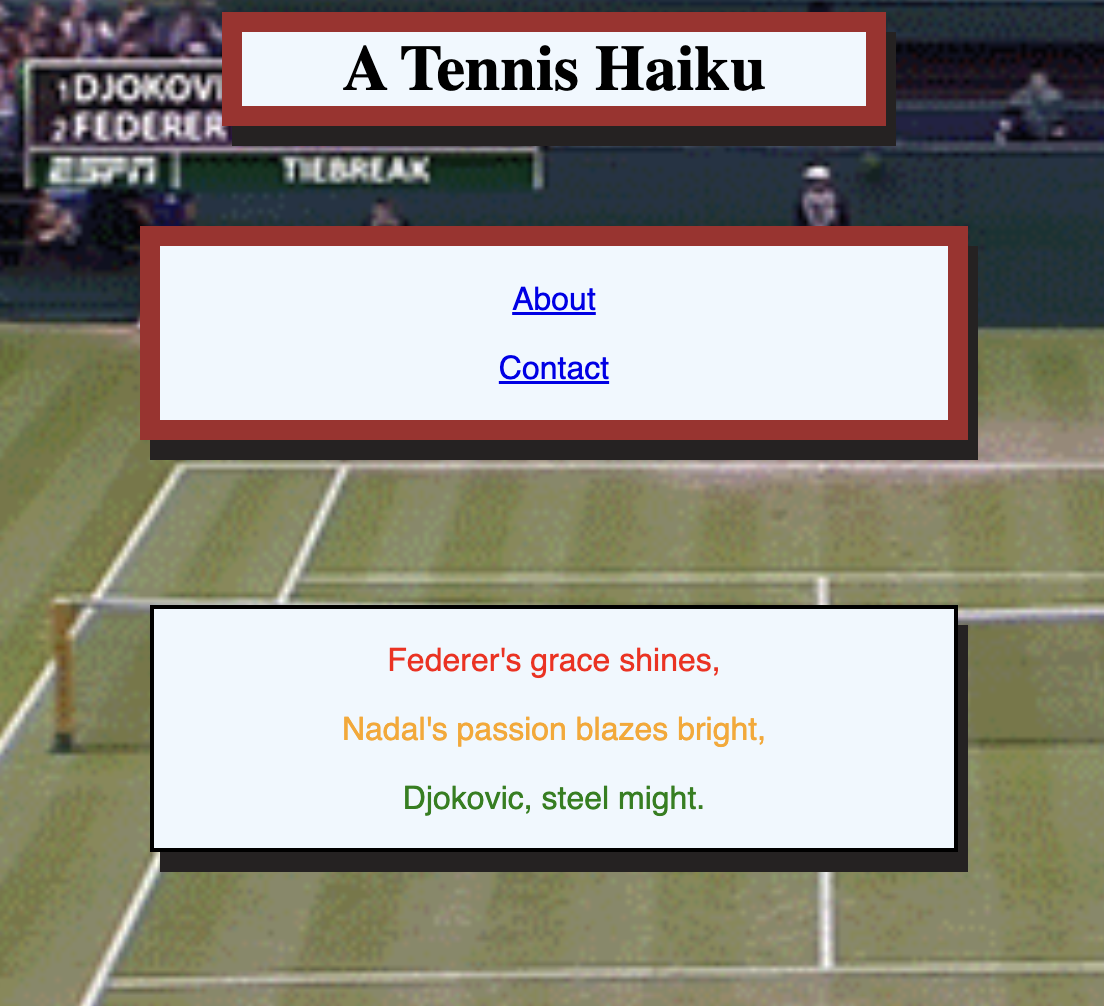 A Tennis Haiku
1 DJOKOVI
2 FEDERER
ESPN TIEBREAK
About
Contact
Federer's grace shines,
Nadal's passion blazes bright,
Djokovic, steel might.